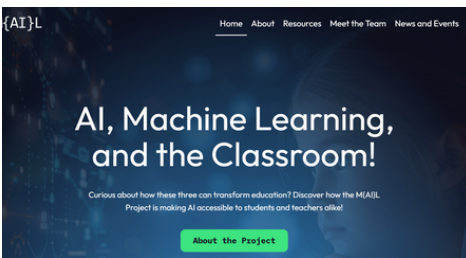 {AI}L
Home About Resources Meet the Team News and Events
AI, Machine Learning,
and the Classroom!
Curious about how these three can transform education? Discover how the M{AI}L
Project is making AI accessible to students and teachers alike!
About the Project